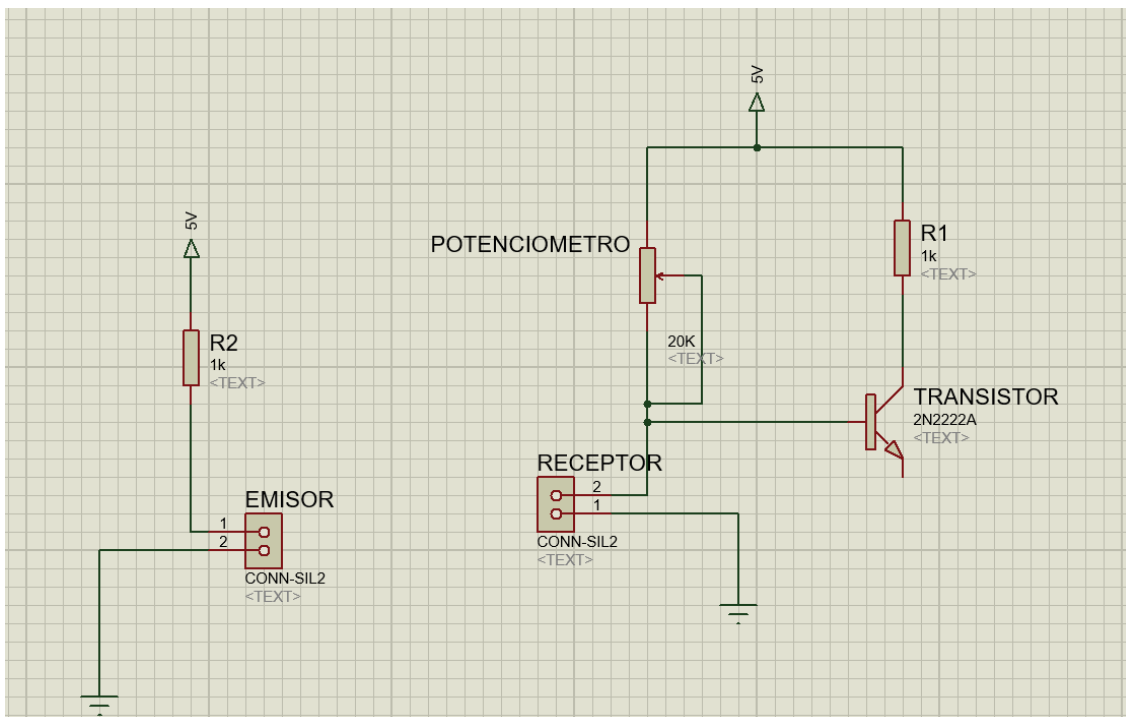 5V
R2
1k
<TEXT>
EMISOR
1
2
CONN-SIL2
<TEXT>
5V
POTENCIOMETRO
20K
<TEXT>
R1
1k
<TEXT>
TRANSISTOR
2N2222A
<TEXT>
RECEPTOR
2
1
CONN-SIL2
<TEXT>